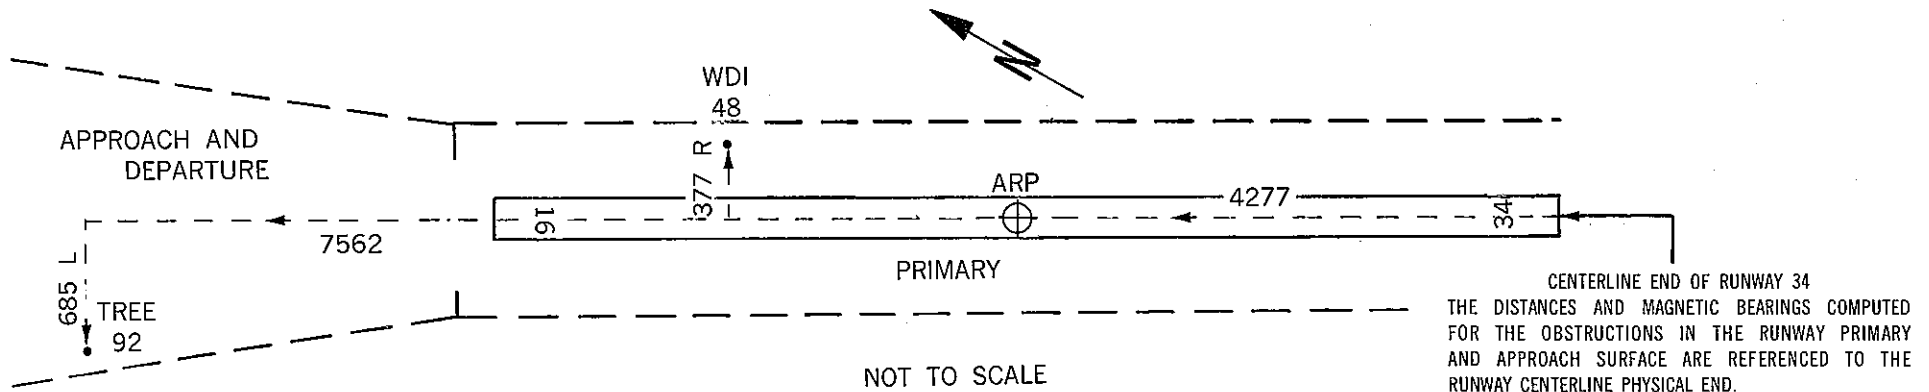 N
WDI
48
APPROACH AND
DEPARTURE
377 R
ARP
4277
16
34
7562
PRIMARY
685 L
TREE
92
CENTERLINE END OF RUNWAY 34
THE DISTANCES AND MAGNETIC BEARINGS COMPUTED
FOR THE OBSTRUCTIONS IN THE RUNWAY PRIMARY
AND APPROACH SURFACE ARE REFERENCED TO THE
RUNWAY CENTERLINE PHYSICAL END.
NOT TO SCALE